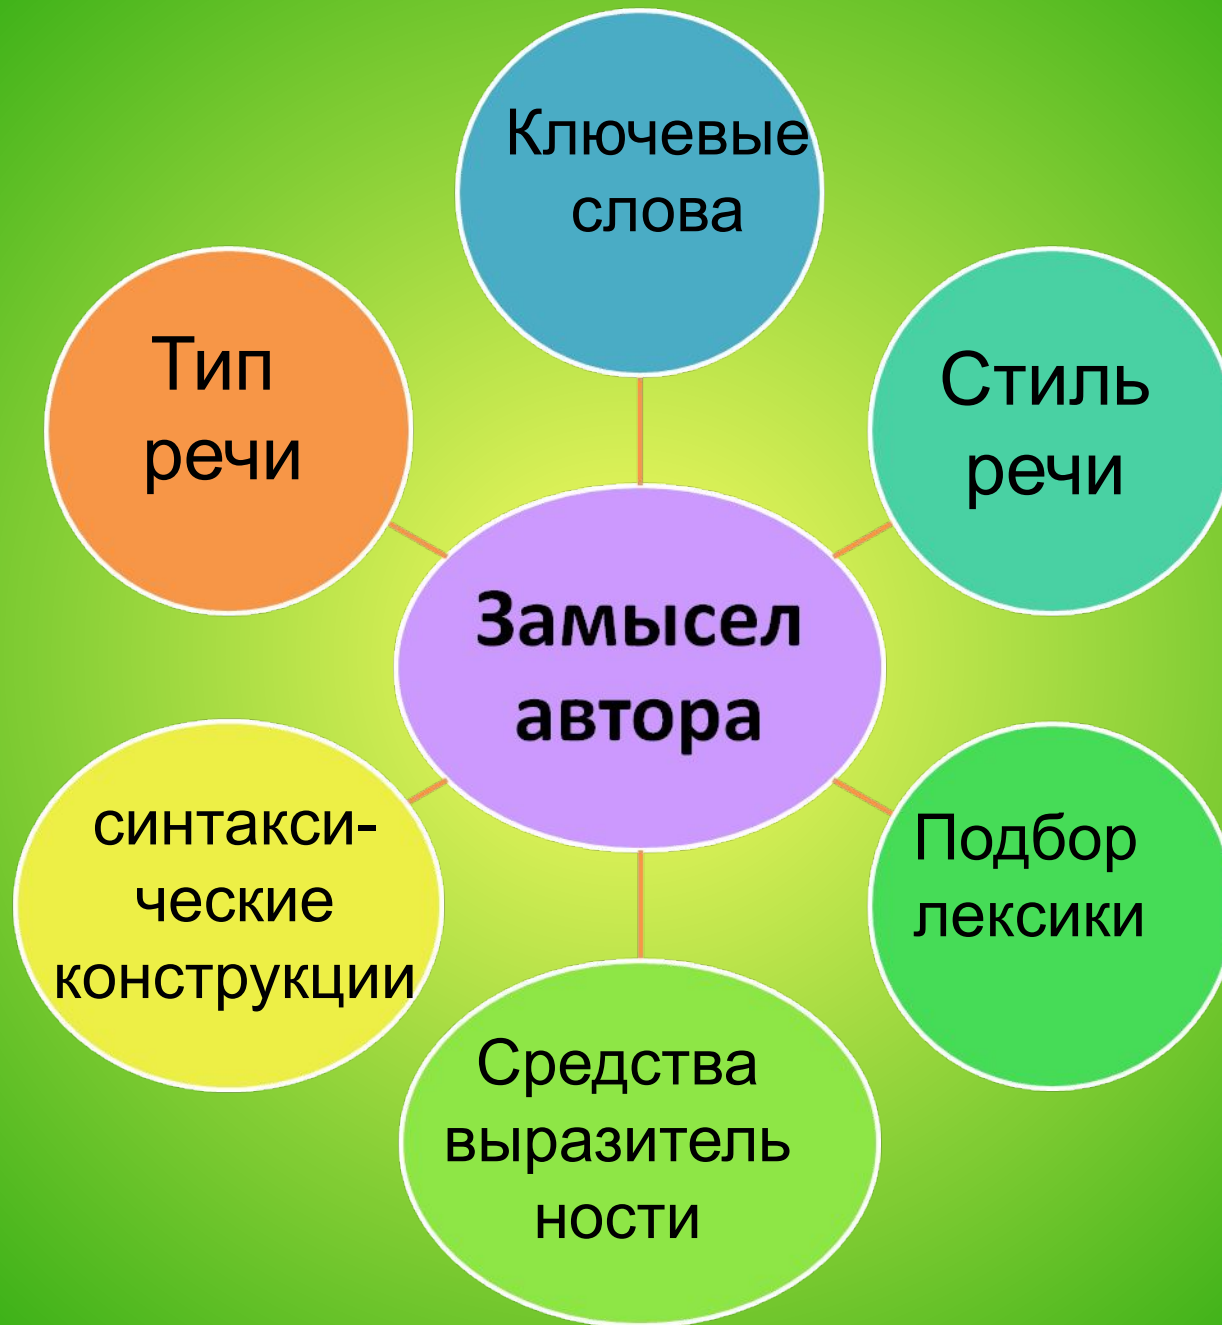 Ключевые
слова
Тип
речи
Стиль
речи
Замысел
автора
синтакси-
ческие
конструкции
Подбор
лексики
Средства
выразитель
ности